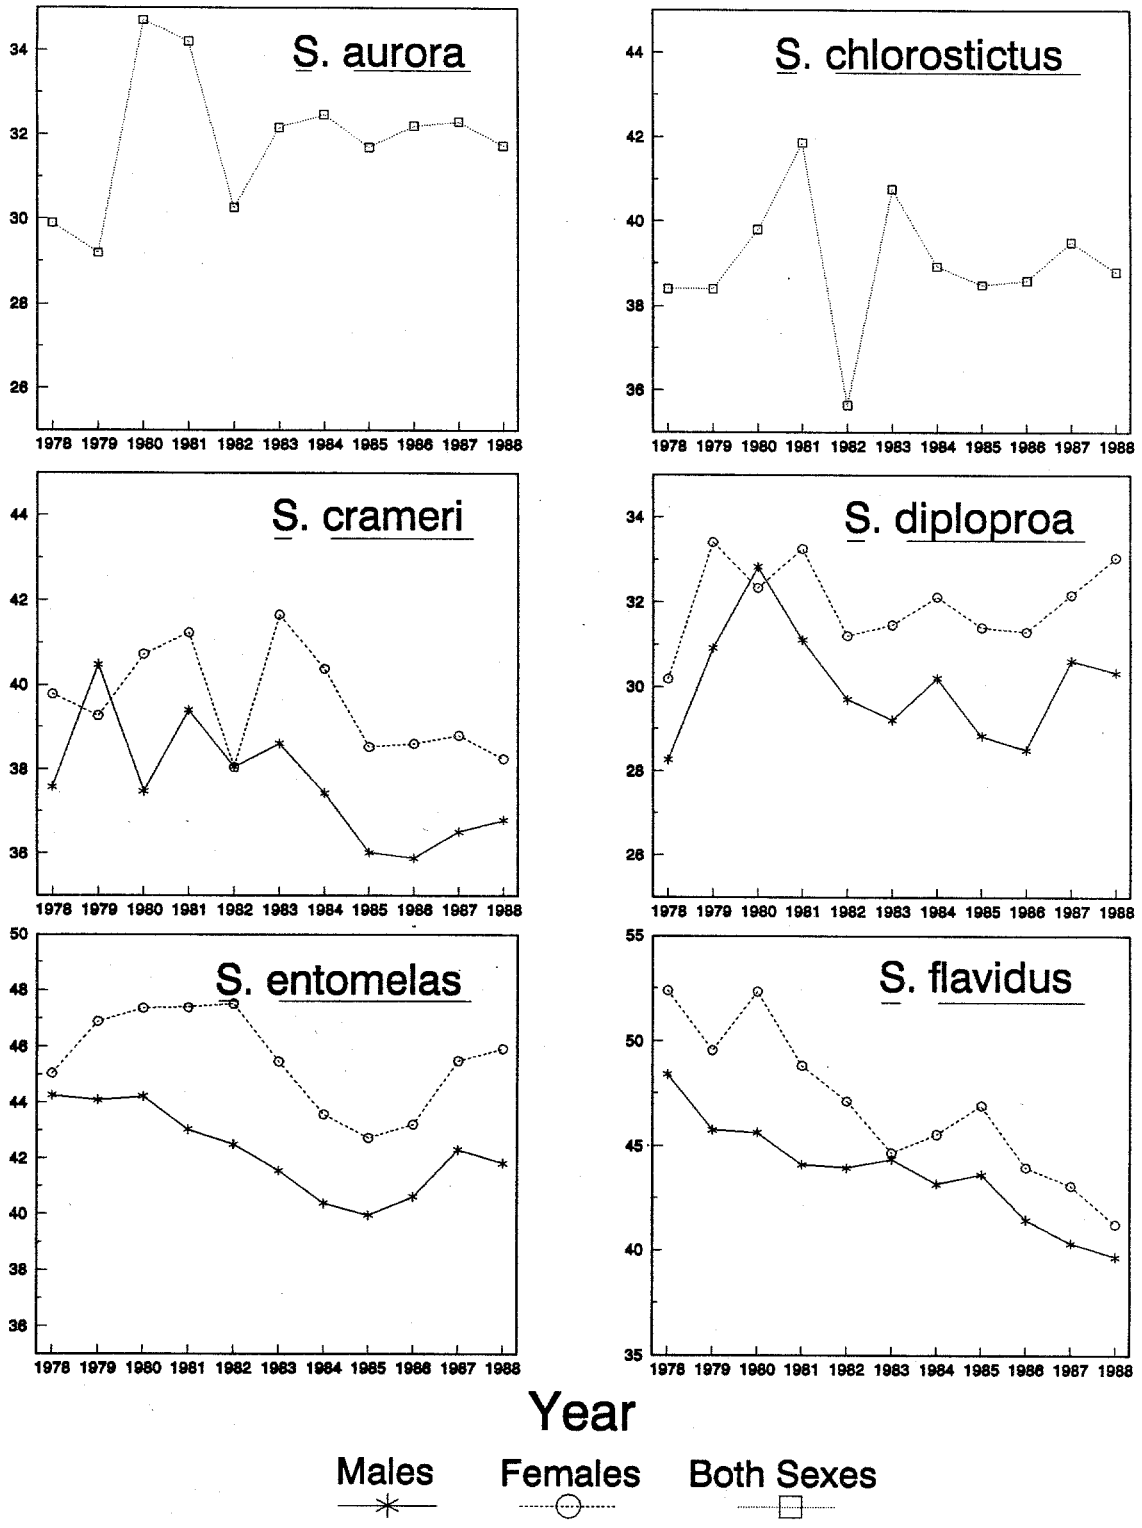 S. aurora
34
32
30
28
26
1978 1979 1980 1981 1982 1983 1984 1985 1986 1987 1988
S. chlorostictus
44
42
40
38
36
1978 1979 1980 1981 1982 1983 1984 1985 1986 1987 1988
S. crameri
44
42
40
38
36
1978 1979 1980 1981 1982 1983 1984 1985 1986 1987 1988
S. diploproa
34
32
30
28
26
1978 1979 1980 1981 1982 1983 1984 1985 1986 1987 1988
S. entomelas
50
48
46
44
42
40
38
36
1978 1979 1980 1981 1982 1983 1984 1985 1986 1987 1988
S. flavidus
55
50
45
40
35
1978 1979 1980 1981 1982 1983 1984 1985 1986 1987 1988
Year
Males Females Both Sexes